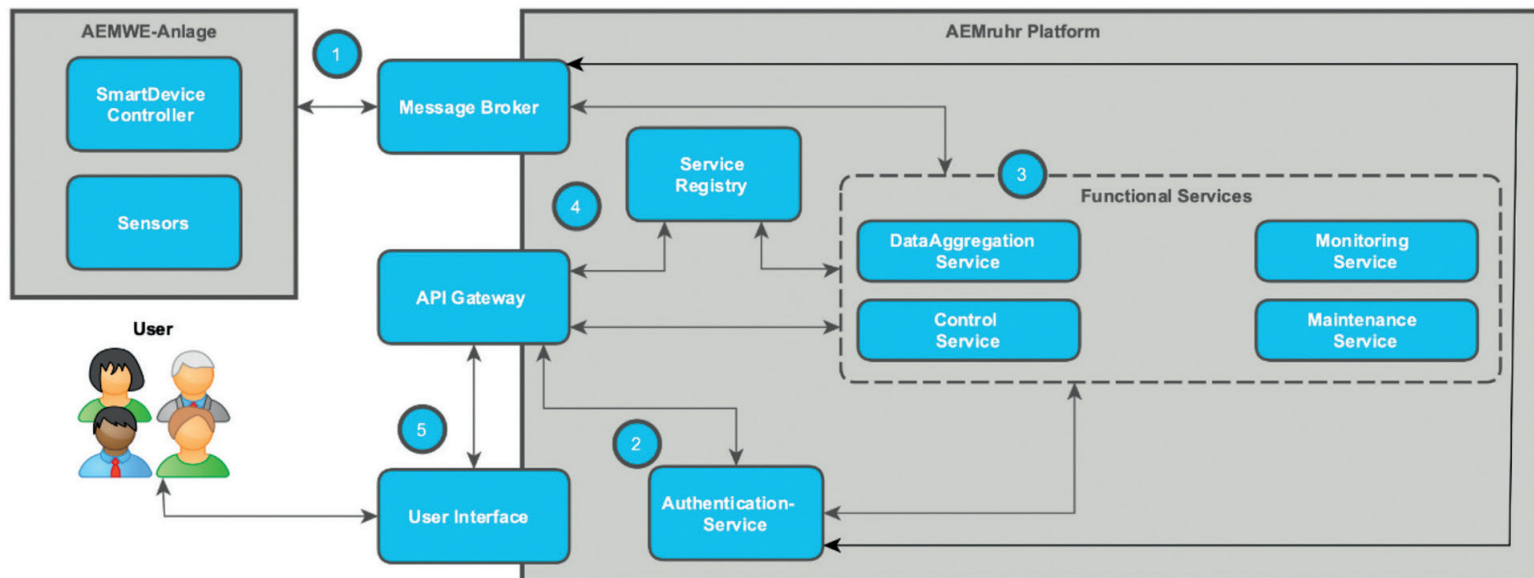 AEMWE-Anlage
SmartDevice
Controller
Sensors
1
Message Broker
AEMruhr Platform
Service
Registry
4
3
Functional Services
DataAggregation
Service
Monitoring
Service
Control
Service
Maintenance
Service
API Gateway
User
5
2
User Interface
Authentication-
Service